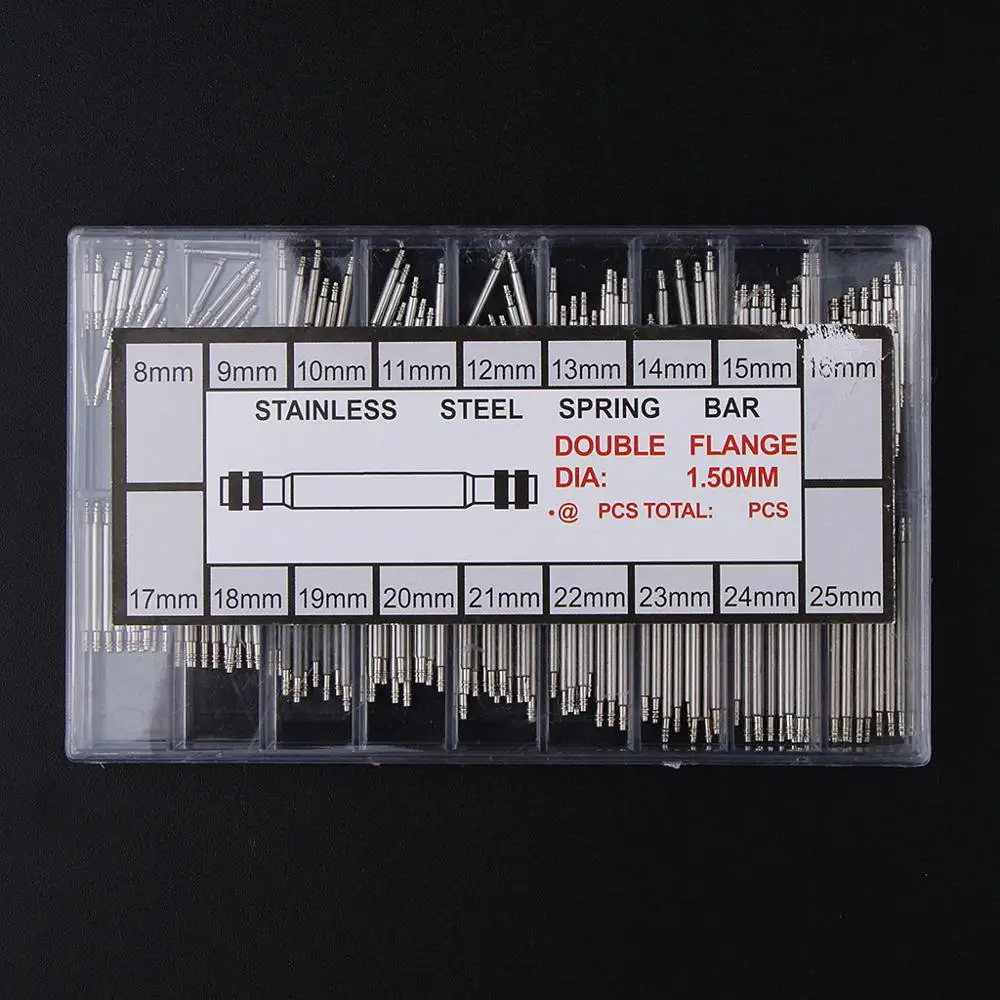 8mm 9mm 10mm 11mm 12mm 13mm 14mm 15mm 16mm
STAINLESS STEEL SPRING BAR
DOUBLE FLANGE
DIA: 1.50MM
•@ PCS TOTAL: PCS
17mm 18mm 19mm 20mm 21mm 22mm 23mm 24mm 25mm